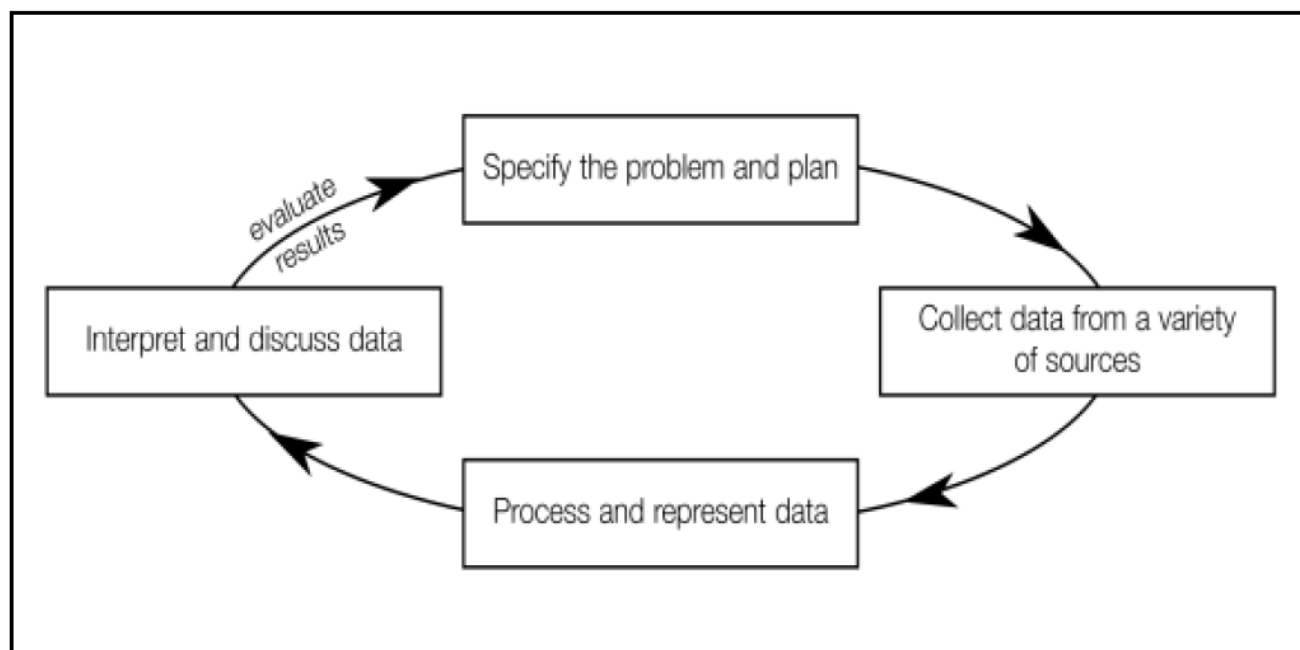 Specify the problem and plan
evaluate
results
Interpret and discuss data
Collect data from a variety
of sources
Process and represent data